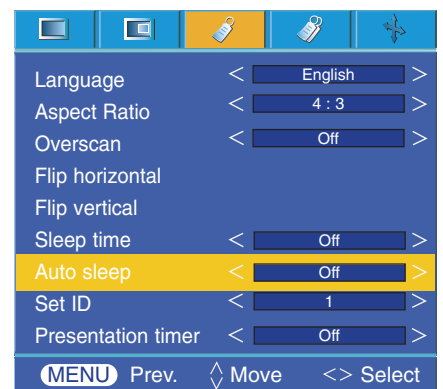 Language < English >
Aspect Ratio < 4 : 3 >
Overscan < Off >
Flip horizontal
Flip vertical
Sleep time < Off >
Auto sleep < Off >
Set ID < 1 >
Presentation timer < Off >
MENU Prev. Move <> Select